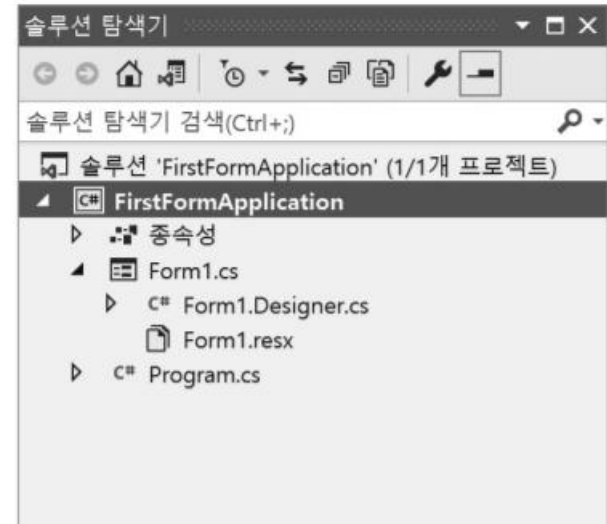 솔루션 탐색기
솔루션 탐색기 검색(Ctrl+;)
솔루션 'FirstFormApplication' (1/1개 프로젝트)
C# FirstFormApplication
종속성
Form1.cs
C# Form1.Designer.cs
Form1.resx
C# Program.cs